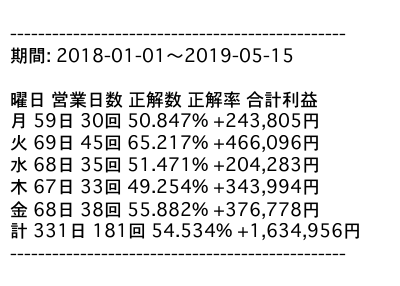 ------------------------------------------------
期間: 2018-01-01〜2019-05-15
曜日 営業日数 正解数 正解率 合計利益
月 59日 30回 50.847% +243,805円
火 69日 45回 65.217% +466,096円
水 68日 35回 51.471% +204,283円
木 67日 33回 49.254% +343,994円
金 68日 38回 55.882% +376,778円
計 331日 181回 54.534% +1,634,956円
------------------------------------------------